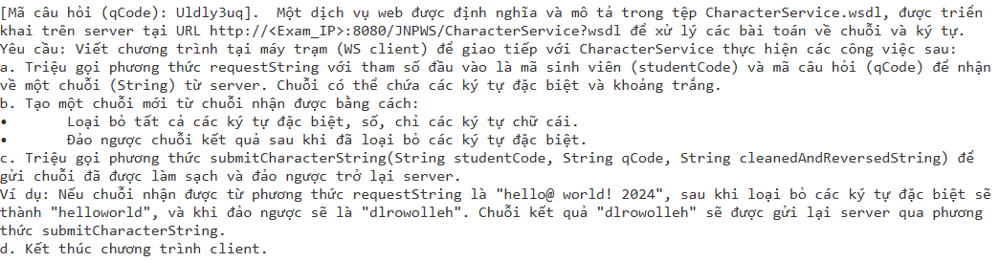 [Mã câu hỏi (qCode): Uldly3uq].  Một dịch vụ web được định nghĩa và mô tả trong tệp CharacterService.wsdl, được triển
khai trên server tại URL http://<Exam_IP>:8080/JNPWS/CharacterService?wsdl để xử lý các bài toán về chuỗi và ký tự.
Yêu cầu: Viết chương trình tại máy trạm (WS client) để giao tiếp với CharacterService thực hiện các công việc sau:
a. Triệu gọi phương thức requestString với tham số đầu vào là mã sinh viên (studentCode) và mã câu hỏi (qCode) để nhận
về một chuỗi (String) từ server. Chuỗi có thể chứa các ký tự đặc biệt và khoảng trắng.
b. Tạo một chuỗi mới từ chuỗi nhận được bằng cách:
•	Loại bỏ tất cả các ký tự đặc biệt, số, chỉ các ký tự chữ cái.
•	Đảo ngược chuỗi kết quả sau khi đã loại bỏ các ký tự đặc biệt.
c. Triệu gọi phương thức submitCharacterString(String studentCode, String qCode, String cleanedAndReversedString) để
gửi chuỗi đã được làm sạch và đảo ngược trở lại server.
Ví dụ: Nếu chuỗi nhận được từ phương thức requestString là "hello@ world! 2024", sau khi loại bỏ các ký tự đặc biệt sẽ
thành "helloworld", và khi đảo ngược sẽ là "dlrowolleh". Chuỗi kết quả "dlrowolleh" sẽ được gửi lại server qua phương
thức submitCharacterString.
d. Kết thúc chương trình client.